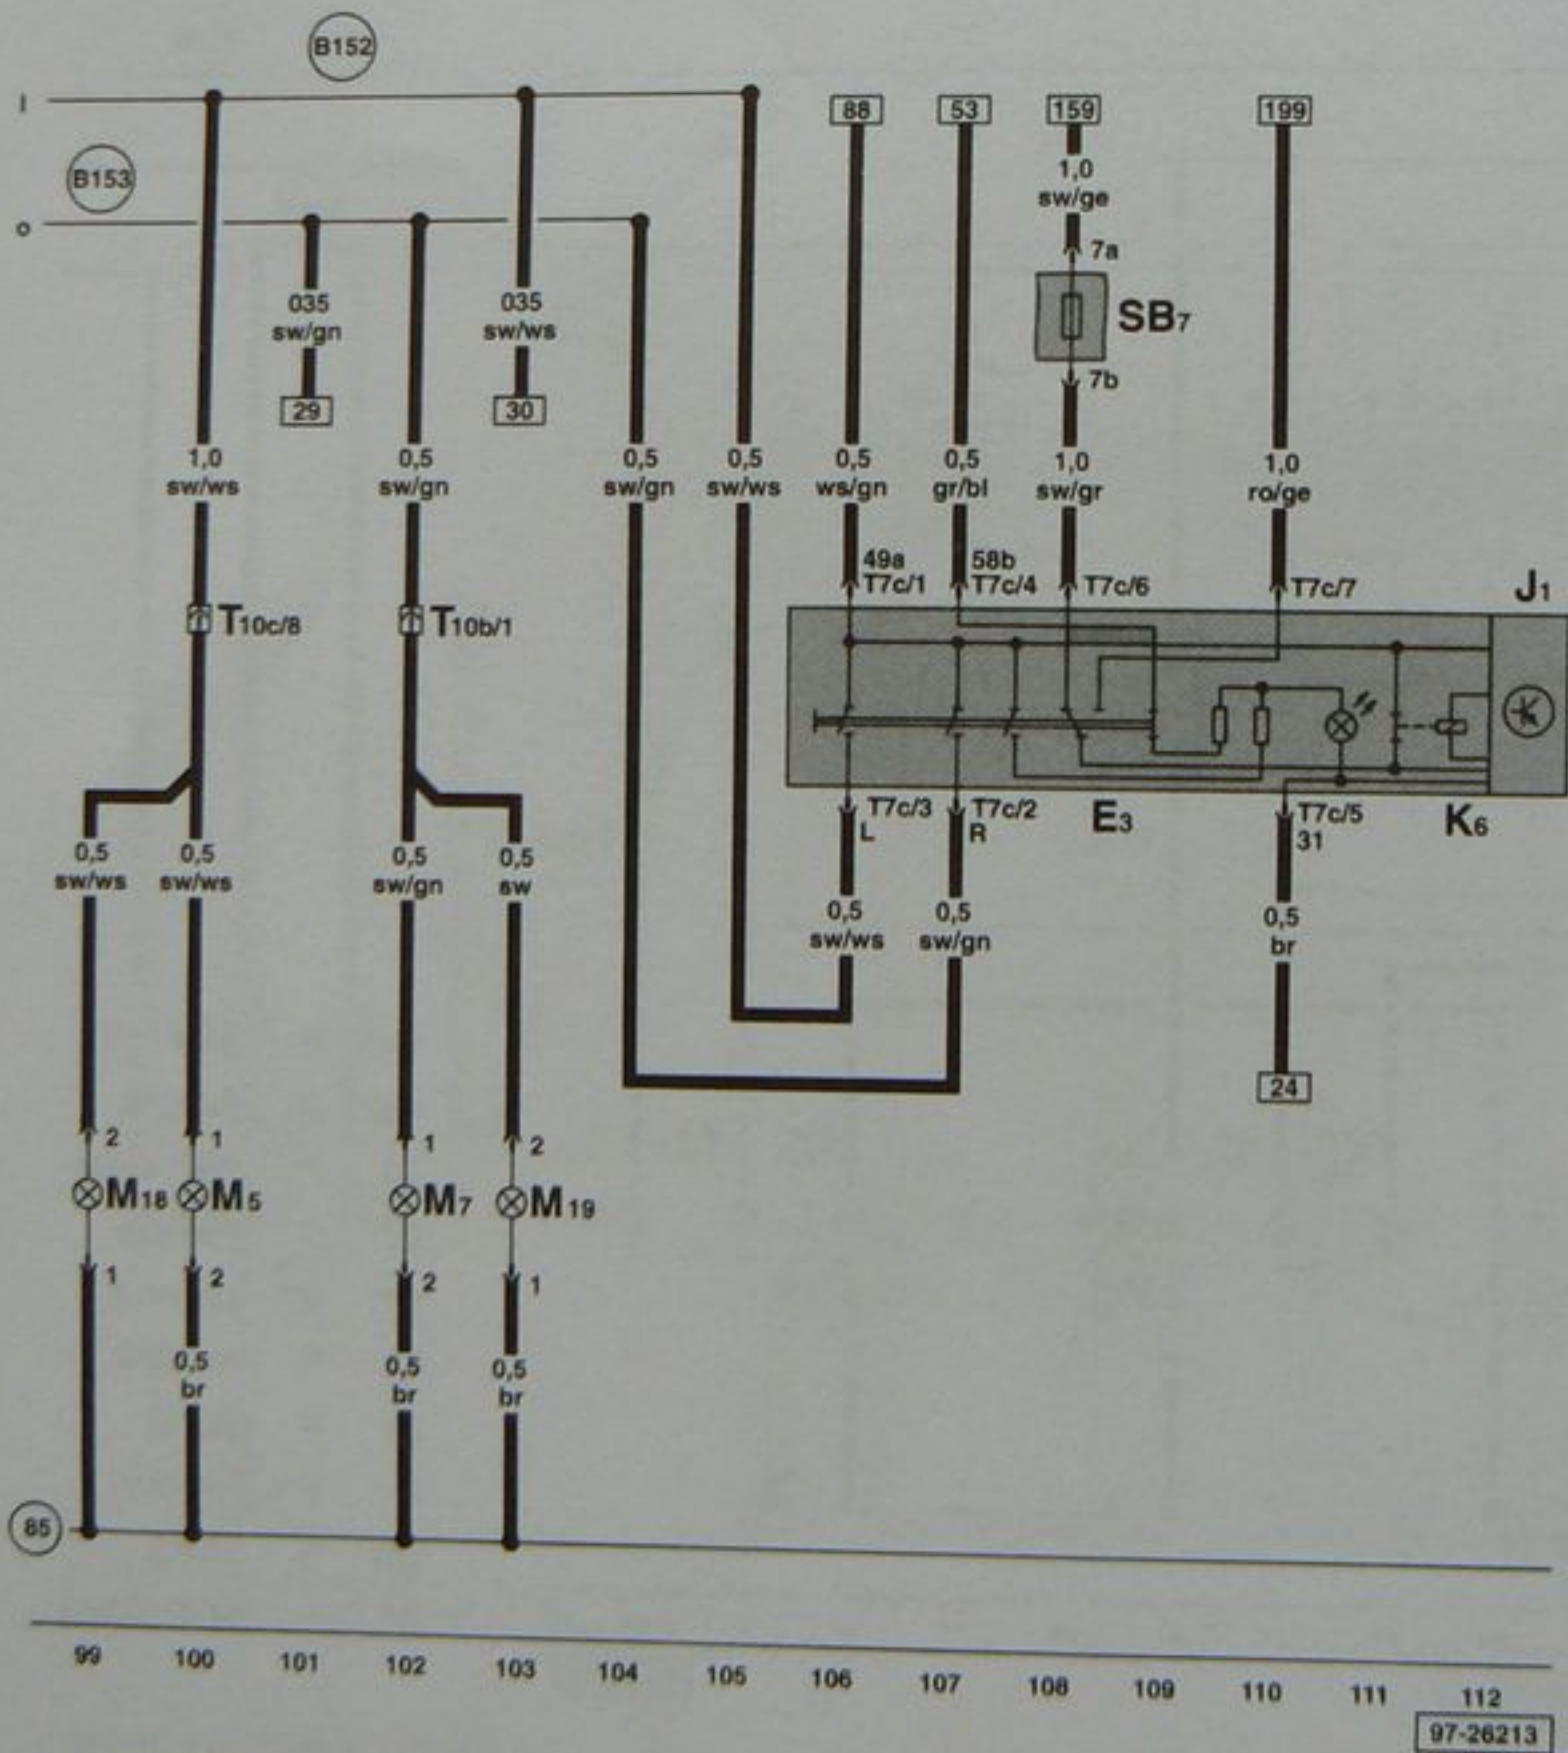 B152
l
88 53 159 199
1,0
sw/ge
B153
o
7a
SB7
7b
035
sw/gn
035
sw/ws
29 30
1,0 0,5 0,5 0,5 0,5 0,5 1,0 1,0
sw/ws sw/gn sw/gn sw/ws ws/gn gr/bl sw/gr ro/ge
49a 58b
T7c/1 T7c/4 T7c/6 T7c/7 J1
T10c/8 T10b/1
T7c/3 T7c/2 E3 T7c/5 K6
L R 31
0,5 0,5 0,5 0,5
sw/ws sw/ws sw/gn sw
0,5 0,5 0,5
sw/ws sw/gn br
24
2 1 1 2
M18 M5 M7 M19
1 2 2 1
0,5 0,5 0,5
br br br
85
99 100 101 102 103 104 105 106 107 108 109 110 111 112
97-26213